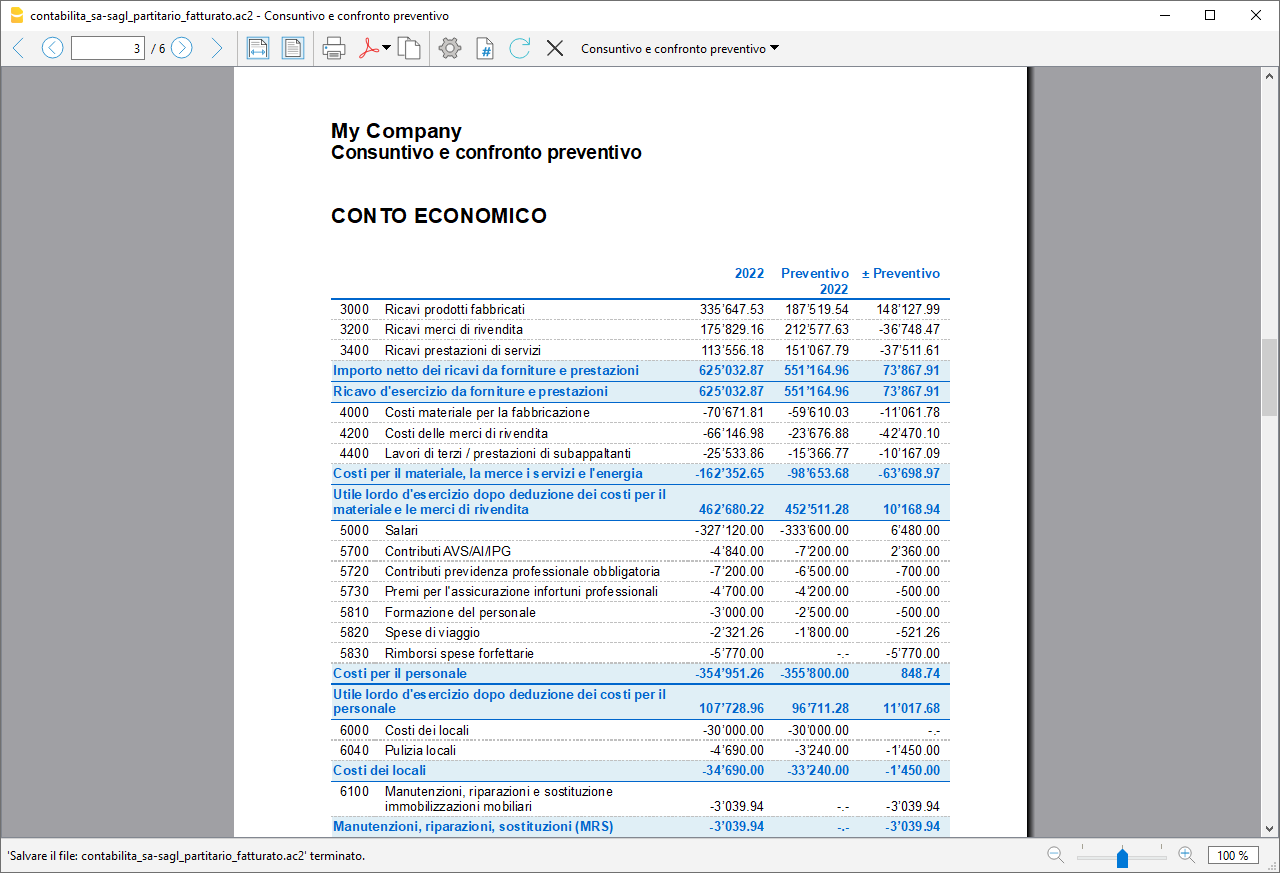 contabilita_sa-sagl_partitario_fatturato.ac2 - Consuntivo e confronto preventivo
3 / 6 Consuntivo e confronto preventivo
My Company
Consuntivo e confronto preventivo
CONTO ECONOMICO
2022 Preventivo ± Preventivo
2022
3000 Ricavi prodotti fabbricati 335'647.53 187'519.54 148'127.99
3200 Ricavi merci di rivendita 175'829.16 212'577.63 -36'748.47
3400 Ricavi prestazioni di servizi 113'556.18 151'067.79 -37'511.61
Importo netto dei ricavi da forniture e prestazioni 625'032.87 551'164.96 73'867.91
Ricavo d'esercizio da forniture e prestazioni 625'032.87 551'164.96 73'867.91
4000 Costi materiale per la fabbricazione -70'671.81 -59'610.03 -11'061.78
4200 Costi delle merci di rivendita -66'146.98 -23'676.88 -42'470.10
4400 Lavori di terzi / prestazioni di subappaltanti -25'533.86 -15'366.77 -10'167.09
Costi per il materiale, la merce i servizi e l'energia -162'352.65 -98'653.68 -63'698.97
Utile lordo d'esercizio dopo deduzione dei costi per il
materiale e le merci di rivendita 462'680.22 452'511.28 10'168.94
5000 Salari -327'120.00 -333'600.00 6'480.00
5700 Contributi AVS/AI/IPG -4'840.00 -7'200.00 2'360.00
5720 Contributi previdenza professionale obbligatoria -7'200.00 -6'500.00 -700.00
5730 Premi per l'assicurazione infortuni professionali -4'700.00 -4'200.00 -500.00
5810 Formazione del personale -3'000.00 -2'500.00 -500.00
5820 Spese di viaggio -2'321.26 -1'800.00 -521.26
5830 Rimborsi spese forfettarie -5'770.00 -.- -5'770.00
Costi per il personale -354'951.26 -355'800.00 848.74
Utile lordo d'esercizio dopo deduzione dei costi per il
personale 107'728.96 96'711.28 11'017.68
6000 Costi dei locali -30'000.00 -30'000.00 -.-
6040 Pulizia locali -4'690.00 -3'240.00 -1'450.00
Costi dei locali -34'690.00 -33'240.00 -1'450.00
6100 Manutenzioni, riparazioni e sostituzione
immobilizzazioni mobiliari -3'039.94 -.- -3'039.94
Manutenzioni, riparazioni, sostituzioni (MRS) -3'039.94 -.- -3'039.94
'Salvare il file: contabilita_sa-sagl_partitario_fatturato.ac2' terminato. 100 %